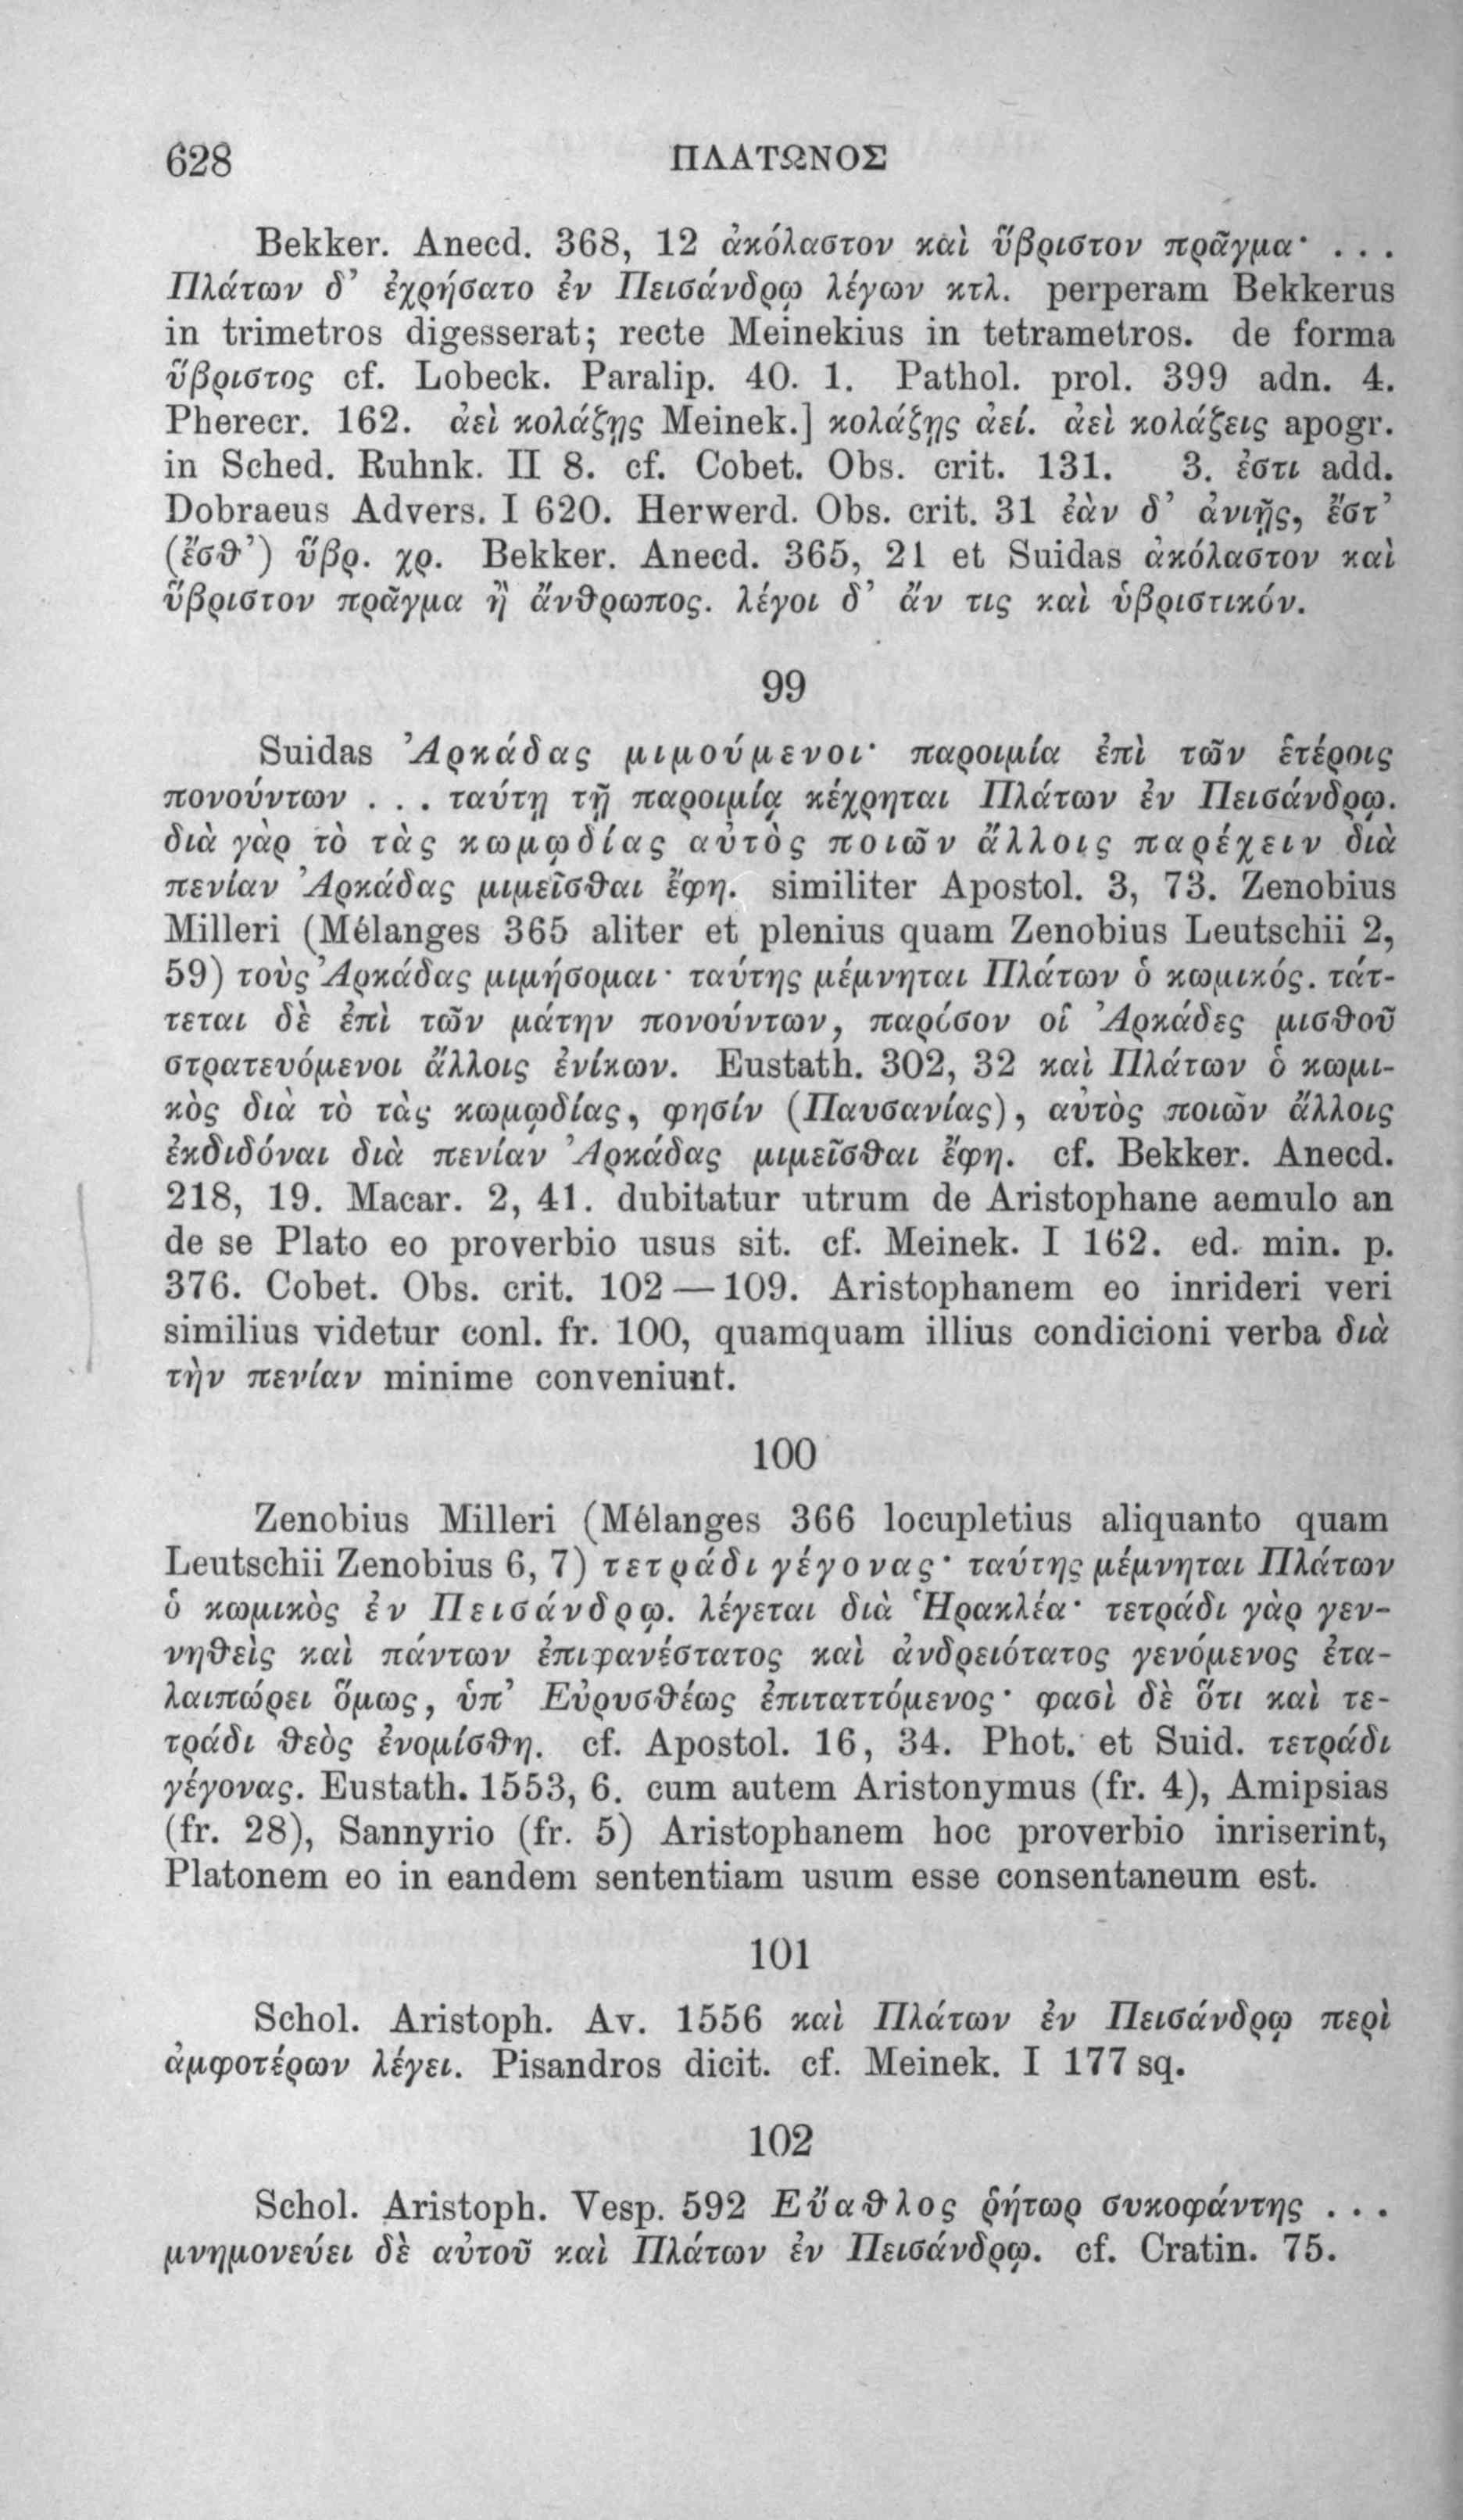 628 ΠΛΑΤΩΝΟΣ
Bekker. Anecd. 368, 12 ἀκόλαστον καὶ ὕβριστον πρᾶγμα· ...
Πλάτων δ’ ἐχρήσατο ἐν Πεισάνδρῳ λέγων κτλ. perperam Bekkerus
in trimetros digesserat; recte Meinekius in tetrametros. de forma
ὕβριστος cf. Lobeck. Paralip. 40. 1. Pathol. prol. 399 adn. 4.
Pherecr. 162. ἀεὶ κολάζῃς Meinek.] κολάζῃς ἀεί. ἀεὶ κολάζεις apogr.
in Sched. Ruhnk. II 8. cf. Cobet. Obs. crit. 131. 3. ἐστι add.
Dobraeus Advers. I 620. Herwerd. Obs. crit. 31 ἐὰν δ’ ἀνιῇς, ἔστ’
(ἔσθ’) ὕβρ. χρ. Bekker. Anecd. 365, 21 et Suidas ἀκόλαστον καὶ
ὕβριστον πρᾶγμα ἢ ἄνθρωπος. λέγοι δ’ ἄν τις καὶ ὑβριστικόν.
99
Suidas Ἀρκάδας μιμούμενοι· παροιμία ἐπὶ τῶν ἑτέροις
πονούντων ... ταύτῃ τῇ παροιμίᾳ κέχρηται Πλάτων ἐν Πεισάνδρῳ.
διὰ γὰρ τὸ τὰς κωμῳδίας αὐτὸς ποιῶν ἄλλοις παρέχειν διὰ
πενίαν Ἀρκάδας μιμεῖσθαι ἔφη. similiter Apostol. 3, 73. Zenobius
Milleri (Mélanges 365 aliter et plenius quam Zenobius Leutschii 2,
59) τοὺς Ἀρκάδας μιμήσομαι· ταύτης μέμνηται Πλάτων ὁ κωμικός. τάτ-
τεται δὲ ἐπὶ τῶν μάτην πονούντων, παρόσον οἱ Ἀρκάδες μισθοῦ
στρατευόμενοι ἄλλοις ἐνίκων. Eustath. 302, 32 καὶ Πλάτων ὁ κωμι-
κὸς διὰ τὸ τὰς κωμῳδίας, φησίν (Παυσανίας), αὐτὸς ποιῶν ἄλλοις
ἐκδιδόναι διὰ πενίαν Ἀρκάδας μιμεῖσθαι ἔφη. cf. Bekker. Anecd.
218, 19. Macar. 2, 41. dubitatur utrum de Aristophane aemulo an
de se Plato eo proverbio usus sit. cf. Meinek. I 162. ed. min. p.
376. Cobet. Obs. crit. 102—109. Aristophanem eo inrideri veri
similius videtur conl. fr. 100, quamquam illius condicioni verba διὰ
τὴν πενίαν minime conveniunt.
100
Zenobius Milleri (Mélanges 366 locupletius aliquanto quam
Leutschii Zenobius 6, 7) τετράδι γέγονας· ταύτης μέμνηται Πλάτων
ὁ κωμικὸς ἐν Πεισάνδρῳ. λέγεται διὰ Ἡρακλέα· τετράδι γὰρ γεν-
νηθεὶς καὶ πάντων ἐπιφανέστατος καὶ ἀνδρειότατος γενόμενος ἐτα-
λαιπώρει ὅμως, ὑπ’ Εὐρυσθέως ἐπιταττόμενος· φασὶ δὲ ὅτι καὶ τε-
τράδι θεὸς ἐνομίσθη. cf. Apostol. 16, 34. Phot. et Suid. τετράδι
γέγονας. Eustath. 1553, 6. cum autem Aristonymus (fr. 4), Amipsias
(fr. 28), Sannyrio (fr. 5) Aristophanem hoc proverbio inriserint,
Platonem eo in eandem sententiam usum esse consentaneum est.
101
Schol. Aristoph. Av. 1556 καὶ Πλάτων ἐν Πεισάνδρῳ περὶ
ἀμφοτέρων λέγει. Pisandros dicit. cf. Meinek. I 177 sq.
102
Schol. Aristoph. Vesp. 592 Εὔαθλος ῥήτωρ συκοφάντης ...
μνημονεύει δὲ αὐτοῦ καὶ Πλάτων ἐν Πεισάνδρῳ. cf. Cratin. 75.